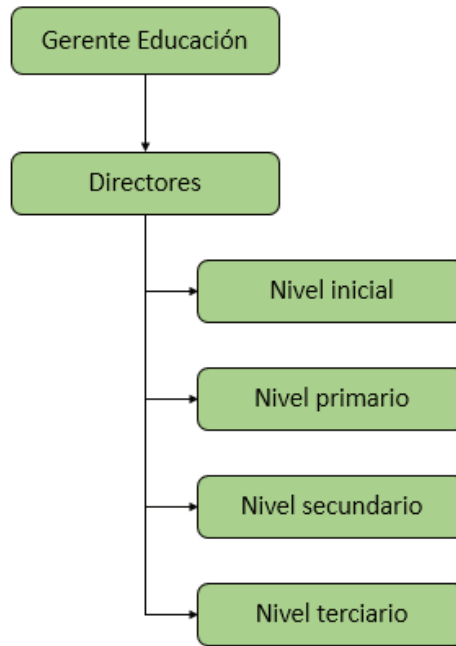 Gerente Educación
Directores
Nivel inicial
Nivel primario
Nivel secundario
Nivel terciario